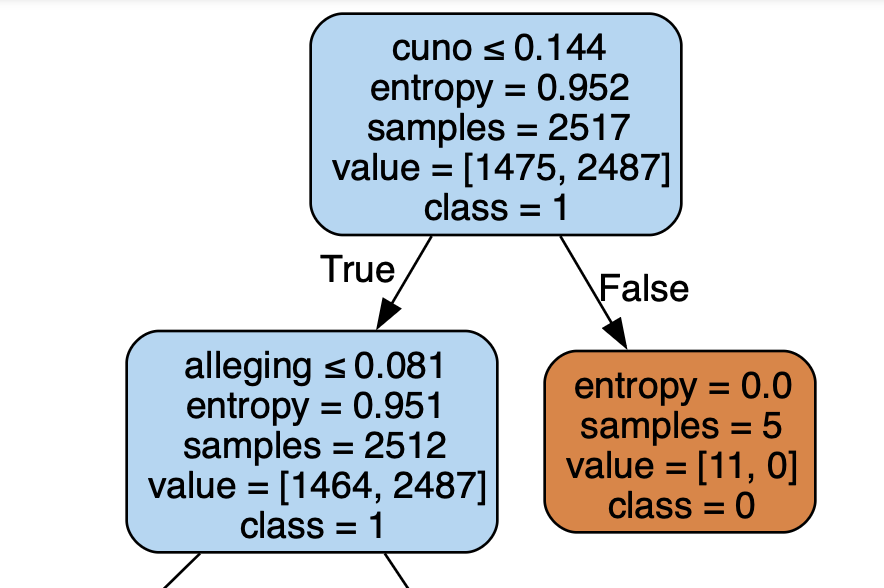 cuno ≤ 0.144
entropy = 0.952
samples = 2517
value = [1475, 2487]
class = 1
True
False
alleging ≤ 0.081
entropy = 0.951
samples = 2512
value = [1464, 2487]
class = 1
entropy = 0.0
samples = 5
value = [11, 0]
class = 0